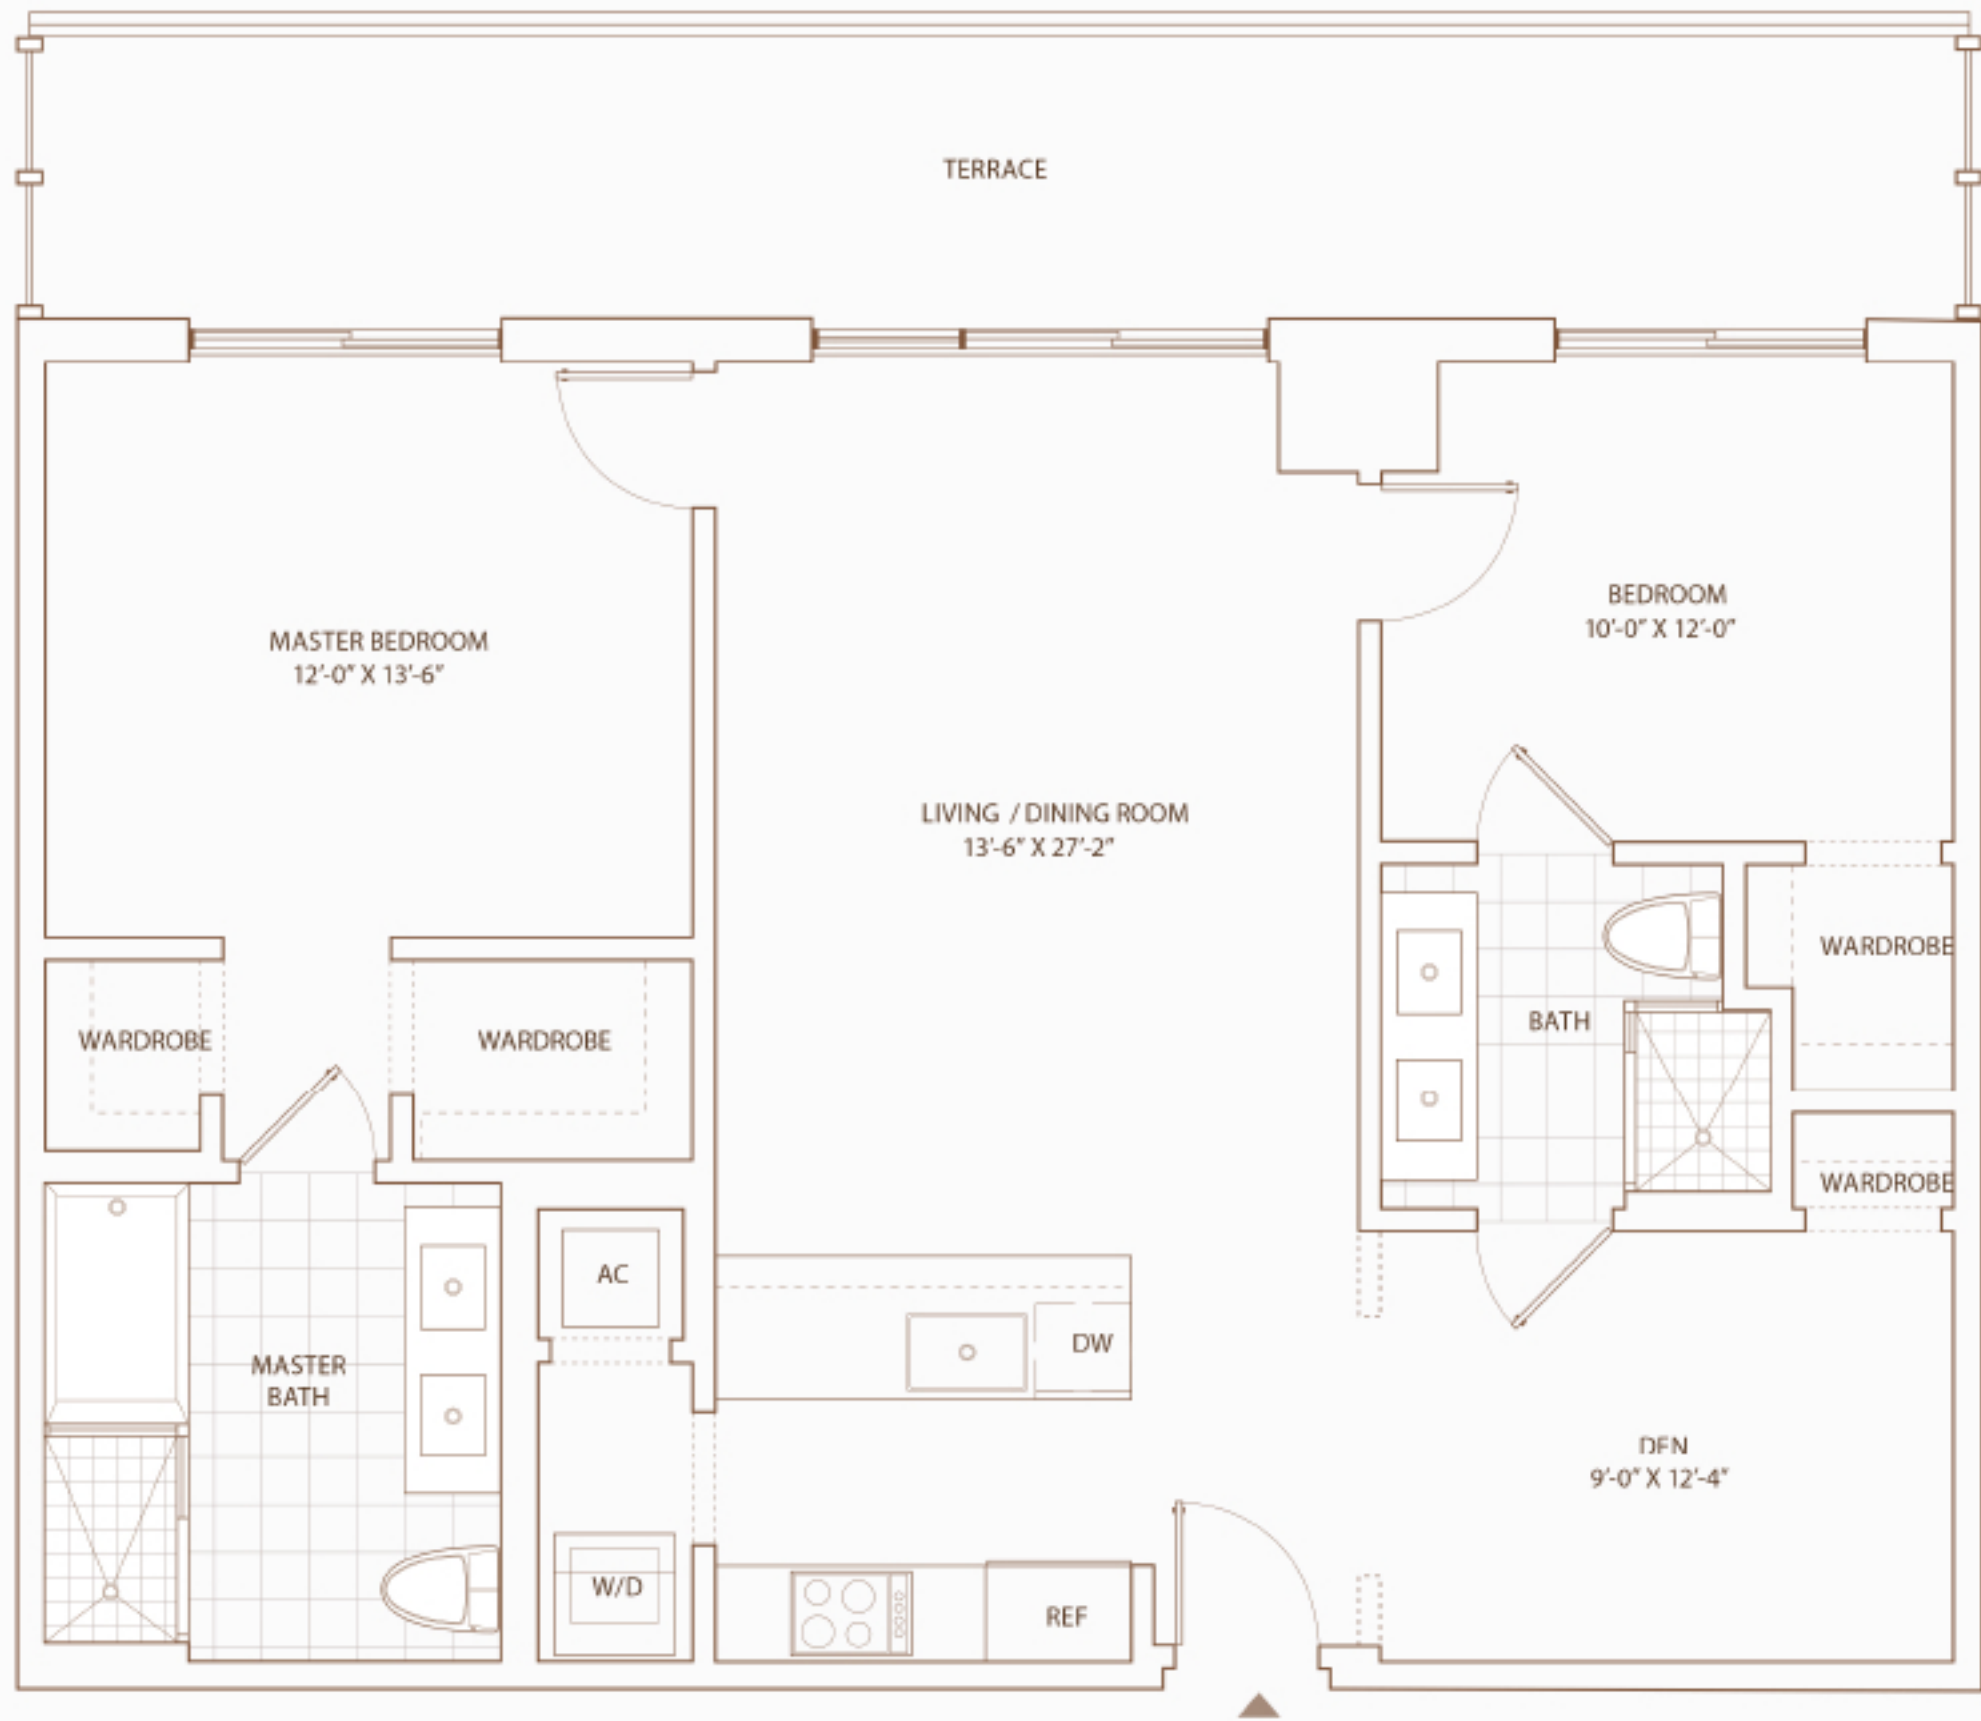 TERRACE
MASTER BEDROOM
12'-0" X 13'-6"
BEDROOM
10'-0" X 12'-0"
LIVING / DINING ROOM
13'-6" X 27'-2"
WARDROBE
WARDROBE
WARDROBE
BATH
WARDROBE
AC
DW
MASTER
BATH
DEN
9'-0" X 12'-4"
W/D
REF